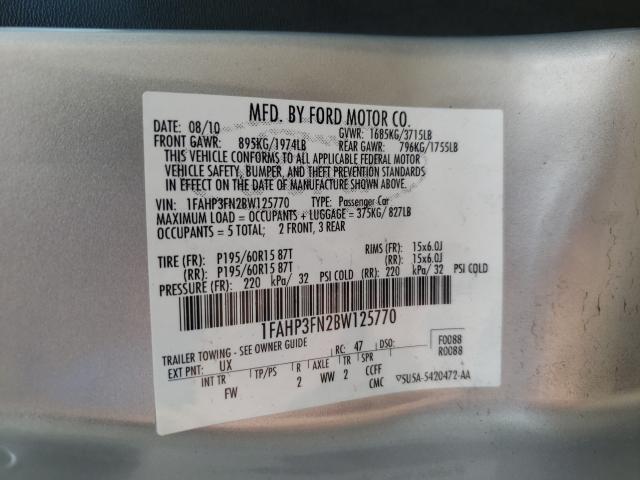 MFD. BY FORD MOTOR CO.
DATE: 08/10 GVWR: 1685KG/3715LB
FRONT GAWR: 895KG/1974LB REAR GAWR: 796KG/1755LB
THIS VEHICLE CONFORMS TO ALL APPLICABLE FEDERAL MOTOR
VEHICLE SAFETY, BUMPER, AND THEFT PREVENTION STANDARDS
IN EFFECT ON THE DATE OF MANUFACTURE SHOWN ABOVE.
VIN: 1FAHP3FN2BW125770 TYPE: Passenger Car
MAXIMUM LOAD = OCCUPANTS + LUGGAGE = 375KG/ 827LB
OCCUPANTS = 5 TOTAL; 2 FRONT, 3 REAR
TIRE (FR): P195/60R15 87T RIMS (FR): 15x6.0J
(RR): P195/60R15 87T (RR): 15x6.0J
PRESSURE (FR): 220 kPa/ 32 PSI COLD (RR): 220 kPa/ 32 PSI COLD
1FAHP3FN2BW125770
TRAILER TOWING - SEE OWNER GUIDE RC: 47 DSO: F0088
EXT PNT: UX R0088
INT TR TP/PS R AXLE TR SPR
FW 2 WW 2 CCFF
CMC ▽5U5A-5420472-AA